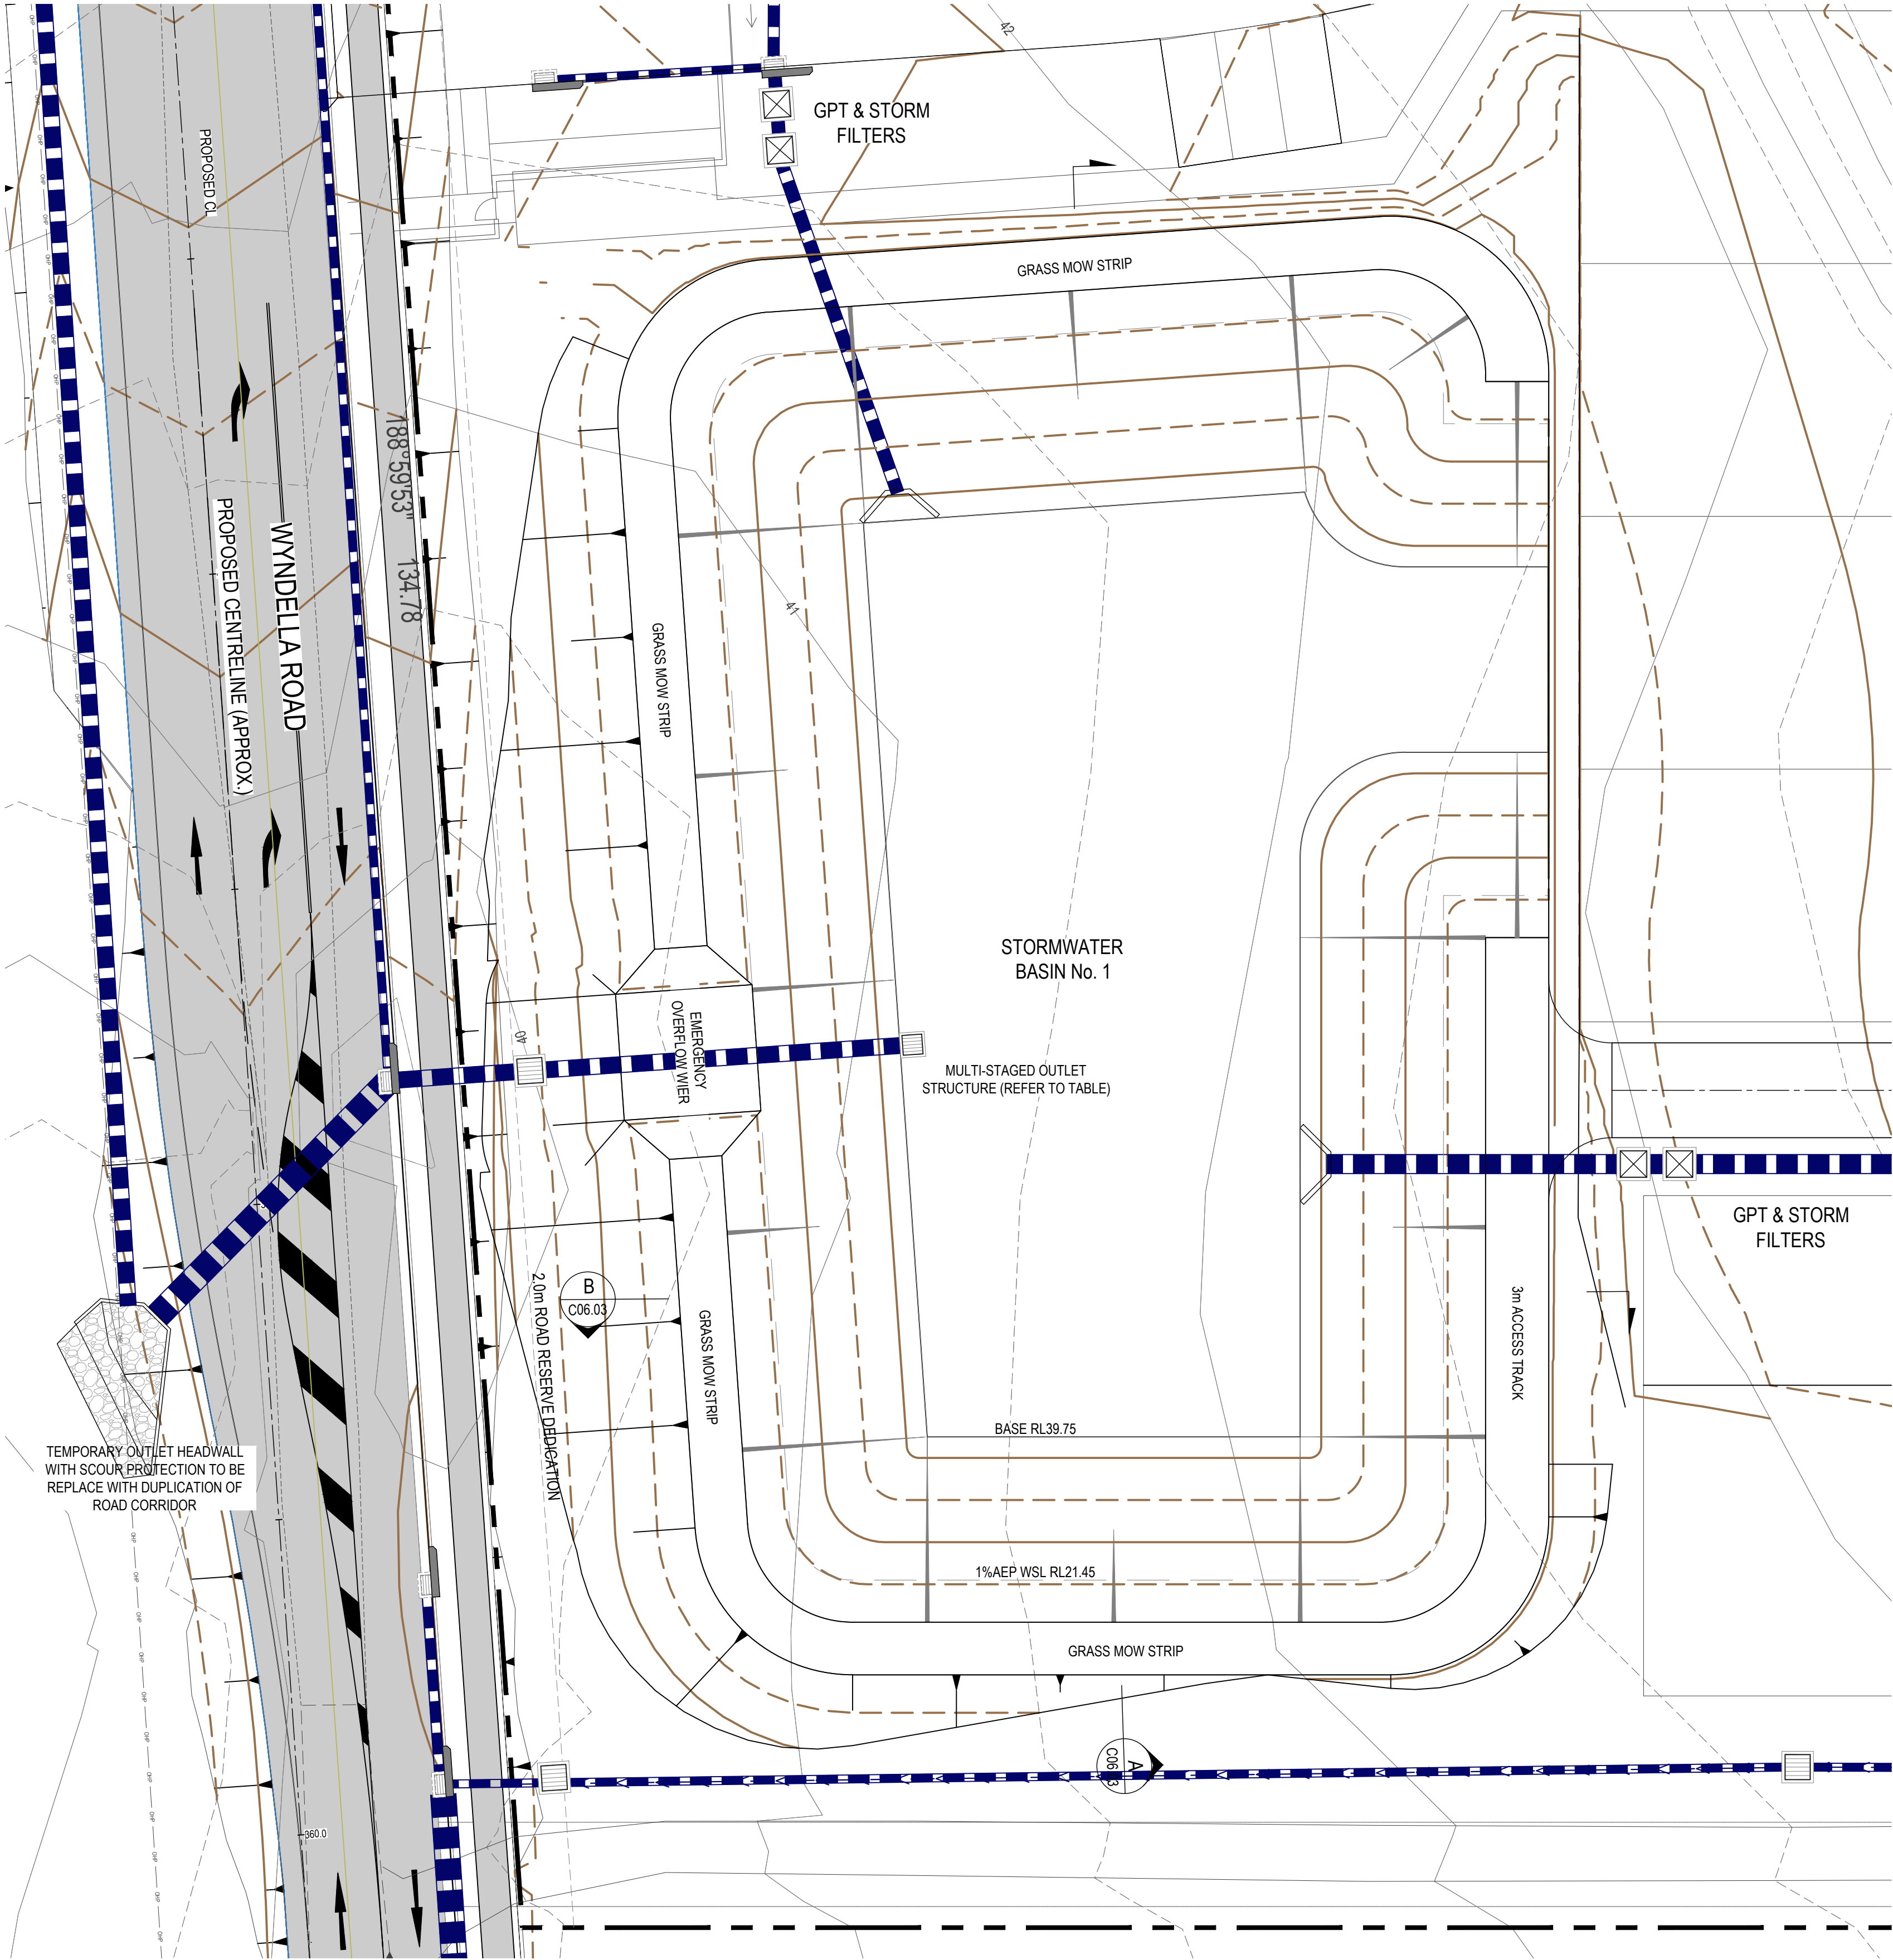 42
GPT & STORM
FILTERS
PROPOSED CL
GRASS MOW STRIP
188°59'53"
134.78
PROPOSED CENTRELINE (APPROX.)
WYNDELLA ROAD
41
GRASS MOW STRIP
STORMWATER
BASIN No. 1
EMERGENCY
OVERFLOW WIER
40
MULTI-STAGED OUTLET
STRUCTURE (REFER TO TABLE)
GPT & STORM
FILTERS
B
C06.03
2.0m ROAD RESERVE DEDICATION
GRASS MOW STRIP
3m ACCESS TRACK
BASE RL39.75
TEMPORARY OUTLET HEADWALL
WITH SCOUR PROTECTION TO BE
REPLACE WITH DUPLICATION OF
ROAD CORRIDOR
1%AEP WSL RL21.45
GRASS MOW STRIP
A
C06.03
360.0
OHP